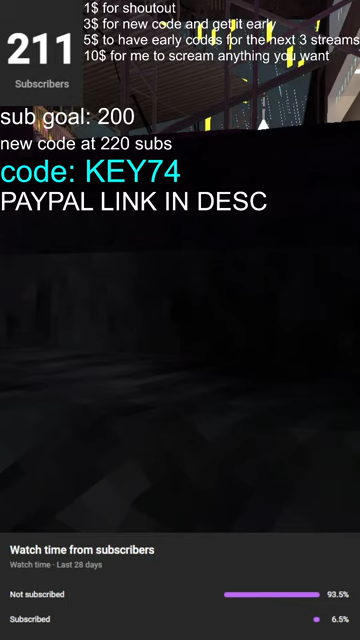 1$ for shoutout
3$ for new code and get it early
5$ to have early codes for the next 3 streams
10$ for me to scream anything you want
211
Subscribers
sub goal: 200
new code at 220 subs
code: KEY74
PAYPAL LINK IN DESC
Watch time from subscribers
Watch time · Last 28 days
Not subscribed 93.5%
Subscribed 6.5%